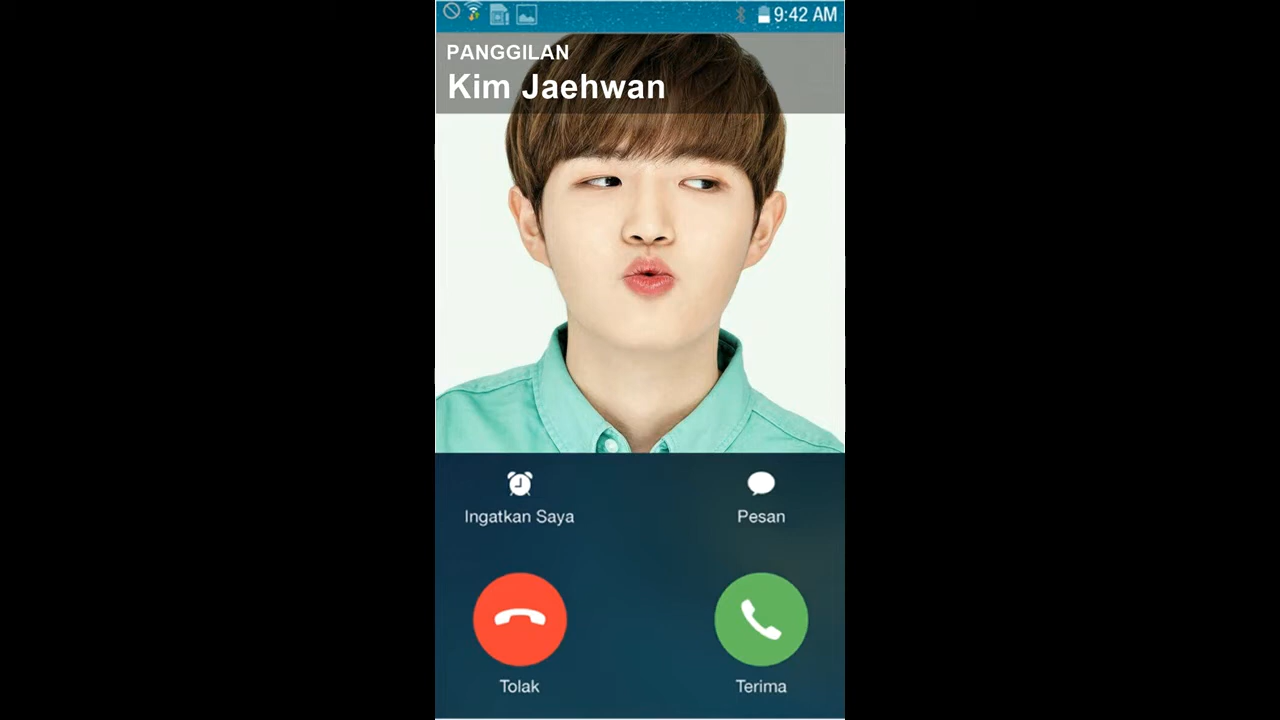 9:42 AM
PANGGILAN
Kim Jaehwan
Ingatkan Saya
Pesan
Tolak
Terima